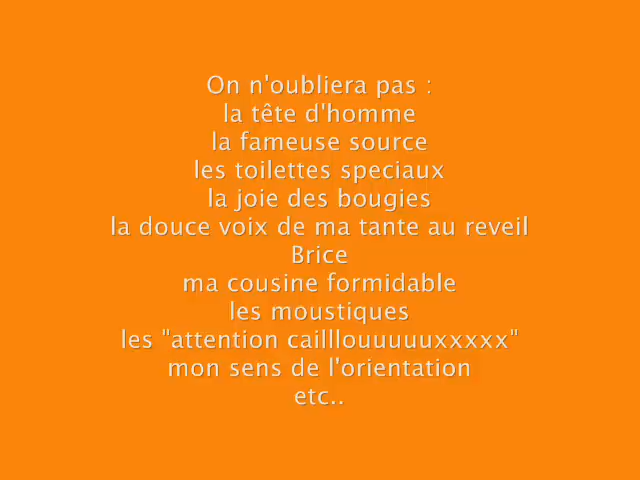 On n'oubliera pas :
la tête d'homme
la fameuse source
les toilettes speciaux
la joie des bougies
la douce voix de ma tante au reveil
Brice
ma cousine formidable
les moustiques
les "attention cailllouuuuuxxxxx"
mon sens de l'orientation
etc..